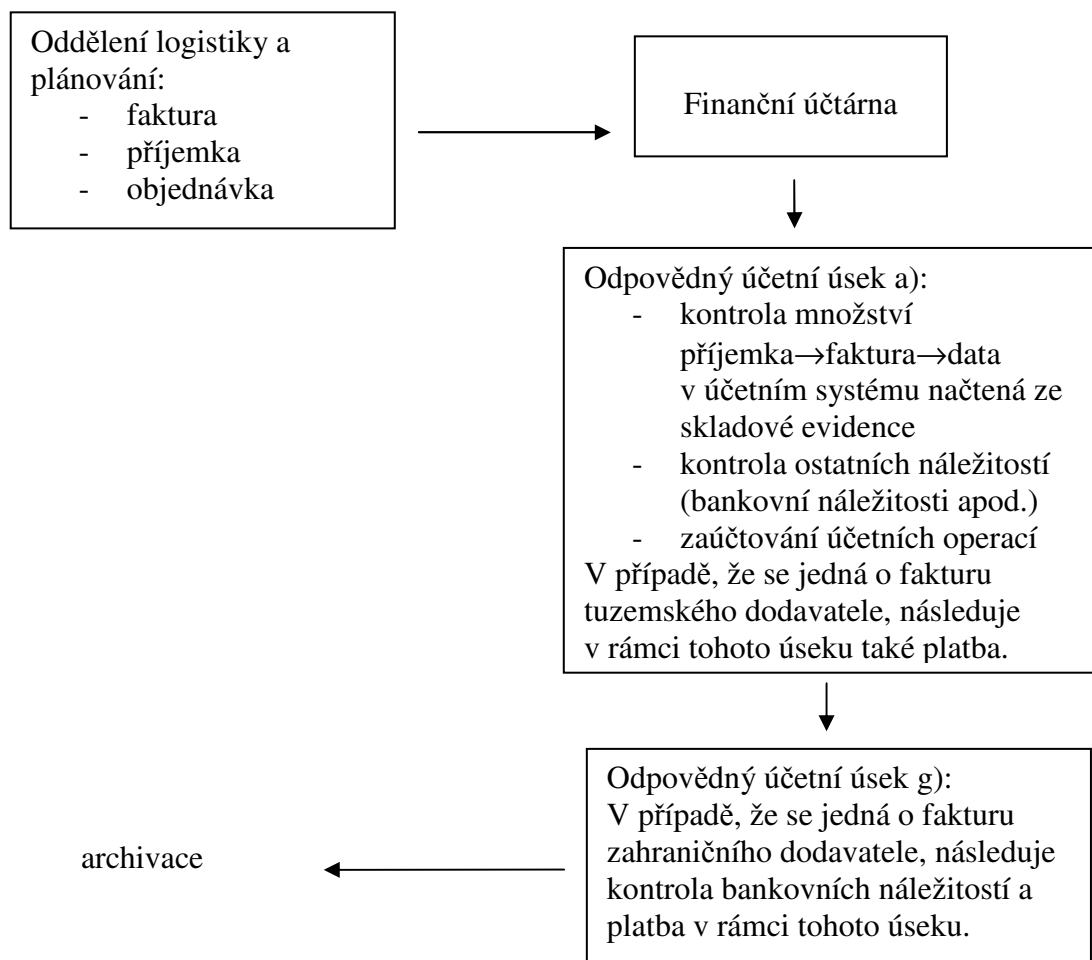 Oddělení logistiky a
plánování:
- faktura
- příjemka
- objednávka
Finanční účtárna
Odpovědný účetní úsek a):
- kontrola množství
příjemka→faktura→data
v účetním systému načtená ze
skladové evidence
- kontrola ostatních náležitostí
(bankovní náležitosti apod.)
- zaúčtování účetních operací
V případě, že se jedná o fakturu
tuzemského dodavatele, následuje
v rámci tohoto úseku také platba.
Odpovědný účetní úsek g):
V případě, že se jedná o fakturu
zahraničního dodavatele, následuje
kontrola bankovních náležitostí a
platba v rámci tohoto úseku.
archivace